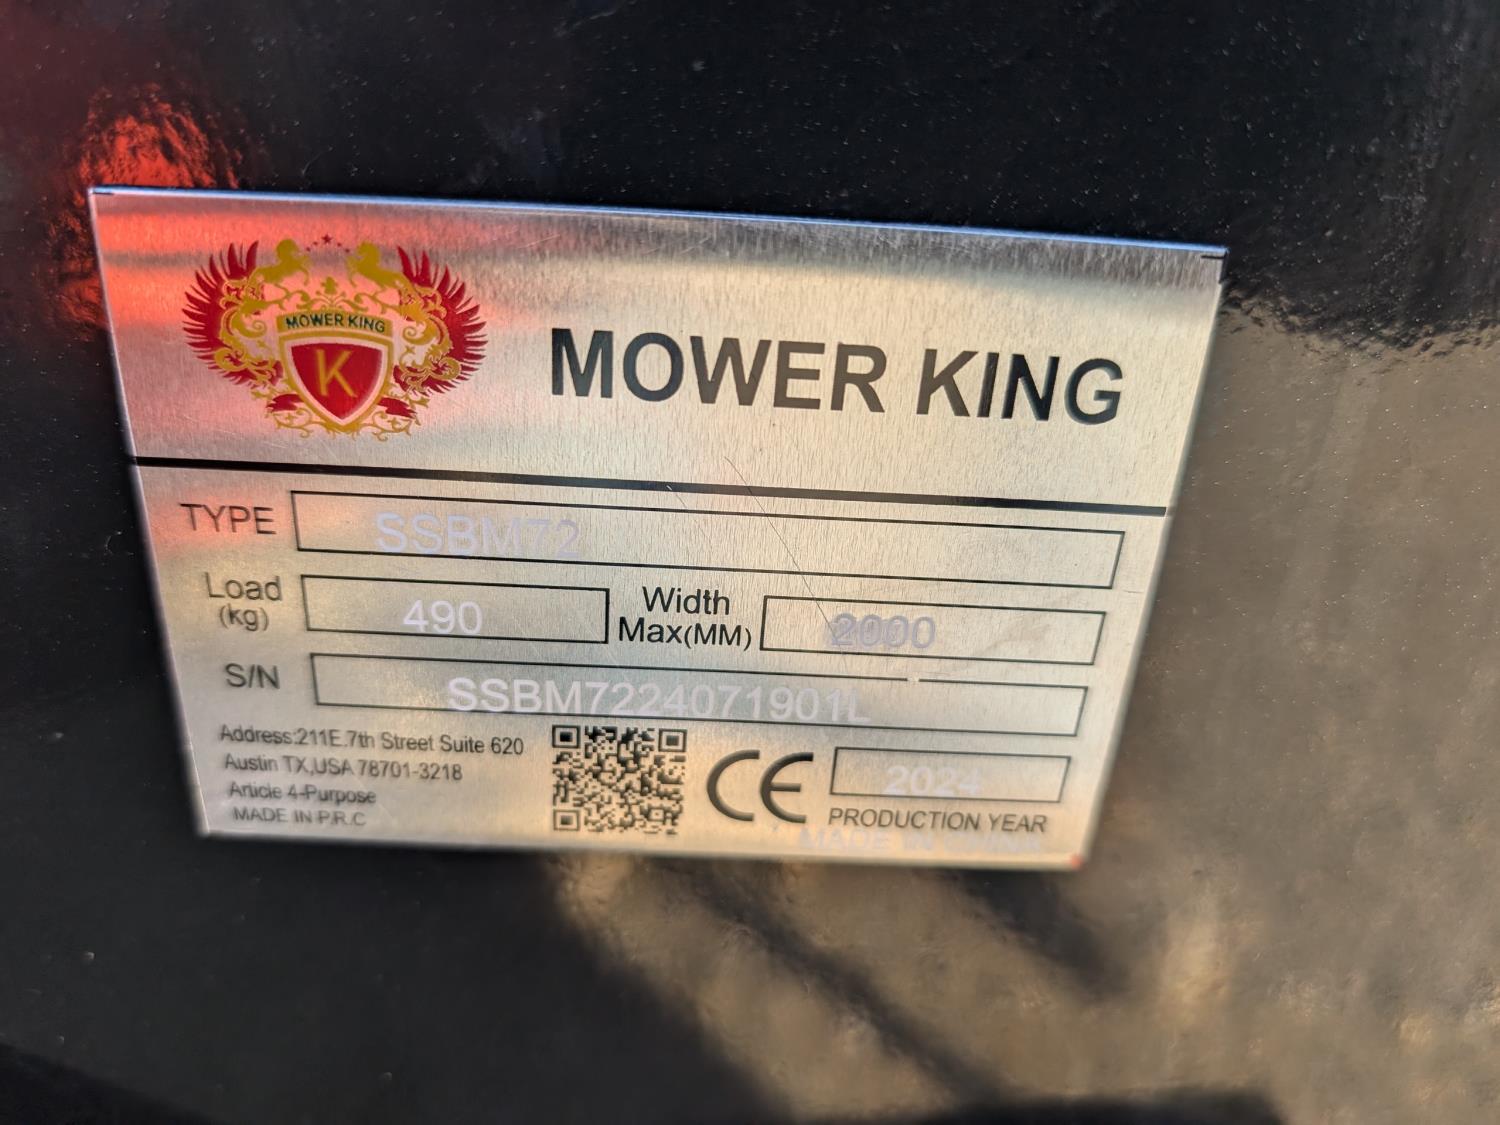 MOWER KING
K
MOWER KING
TYPE SSBM72
Load (kg) 490 Width Max(MM) 2000
S/N SSBM7224071901L
Address:211E.7th Street Suite 620
Austin TX,USA 78701-3218
Article 4-Purpose
MADE IN P.R.C
CE
2024
PRODUCTION YEAR
MADE IN CHINA